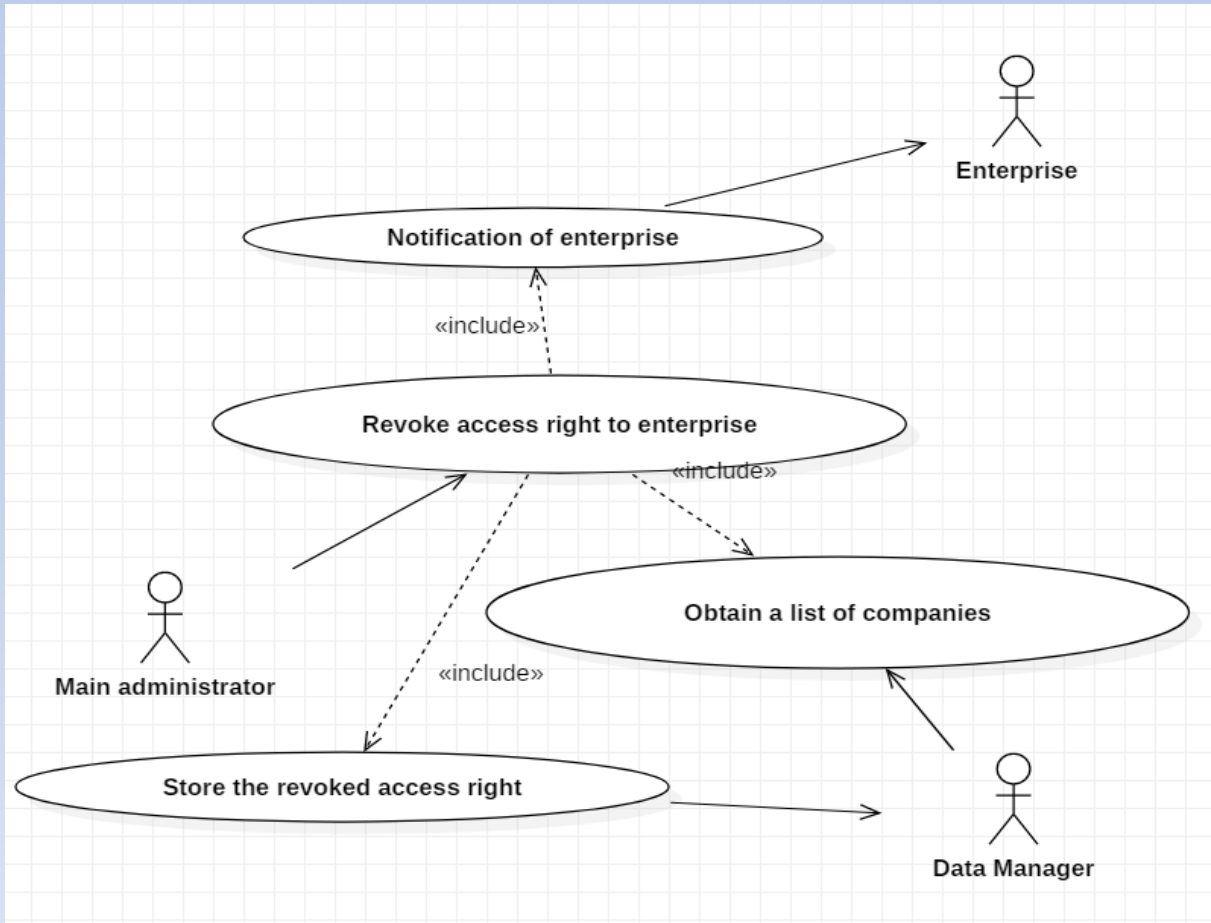 Enterprise
Notification of enterprise
«include»
Revoke access right to enterprise
«include»
Obtain a list of companies
«include»
Main administrator
Store the revoked access right
Data Manager